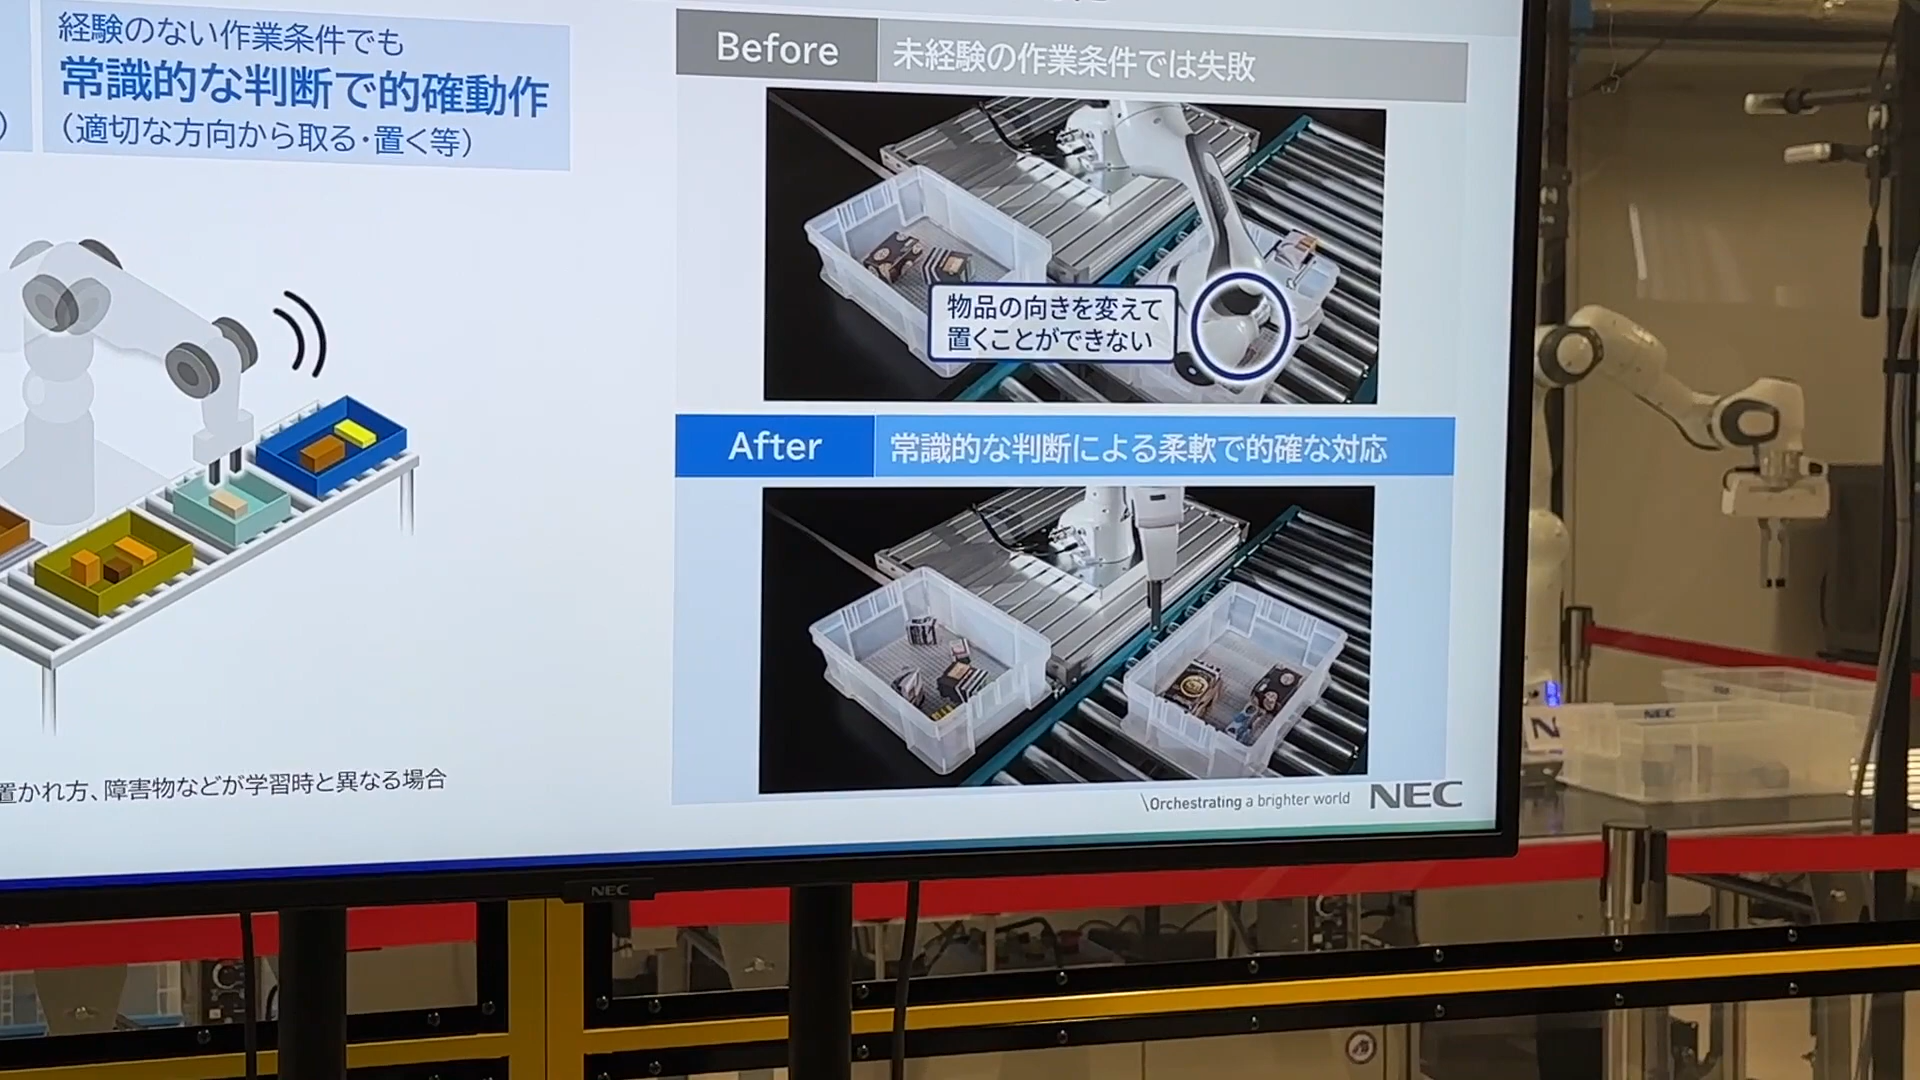 経験のない作業条件でも
常識的な判断で的確動作
（適切な方向から取る・置く等）
置かれ方、障害物などが学習時と異なる場合
Before
未経験の作業条件では失敗
物品の向きを変えて
置くことができない
After
常識的な判断による柔軟で的確な対応
\Orchestrating a brighter world
NEC
NEC
NEC
N